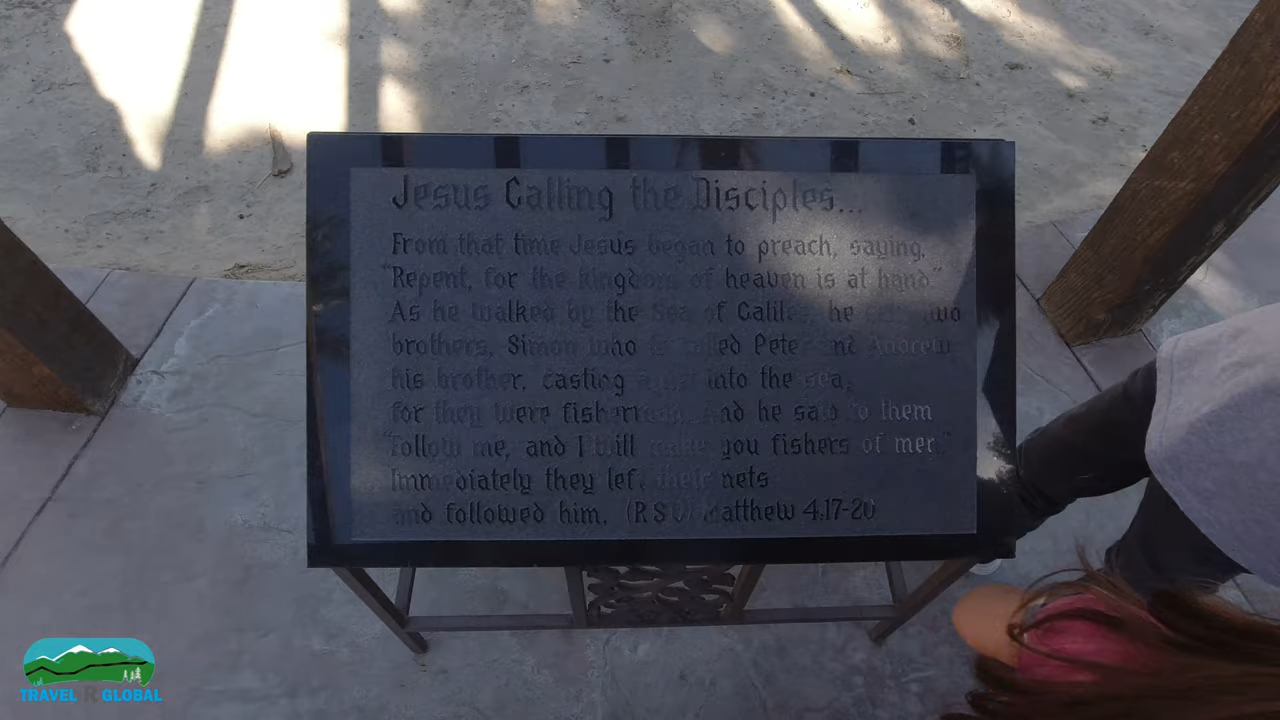 Jesus Calling the Disciples...
From that time Jesus began to preach, saying,
"Repent, for the kingdom of heaven is at hand"
As he walked by the Sea of Galilee, he saw two
brothers, Simon who is called Peter and Andrew
his brother, casting a net into the sea,
for they were fishermen. And he said to them
"Follow me, and I will make you fishers of men."
Immediately they left their nets
and followed him. (RSV) Matthew 4.17-20
TRAVEL R GLOBAL